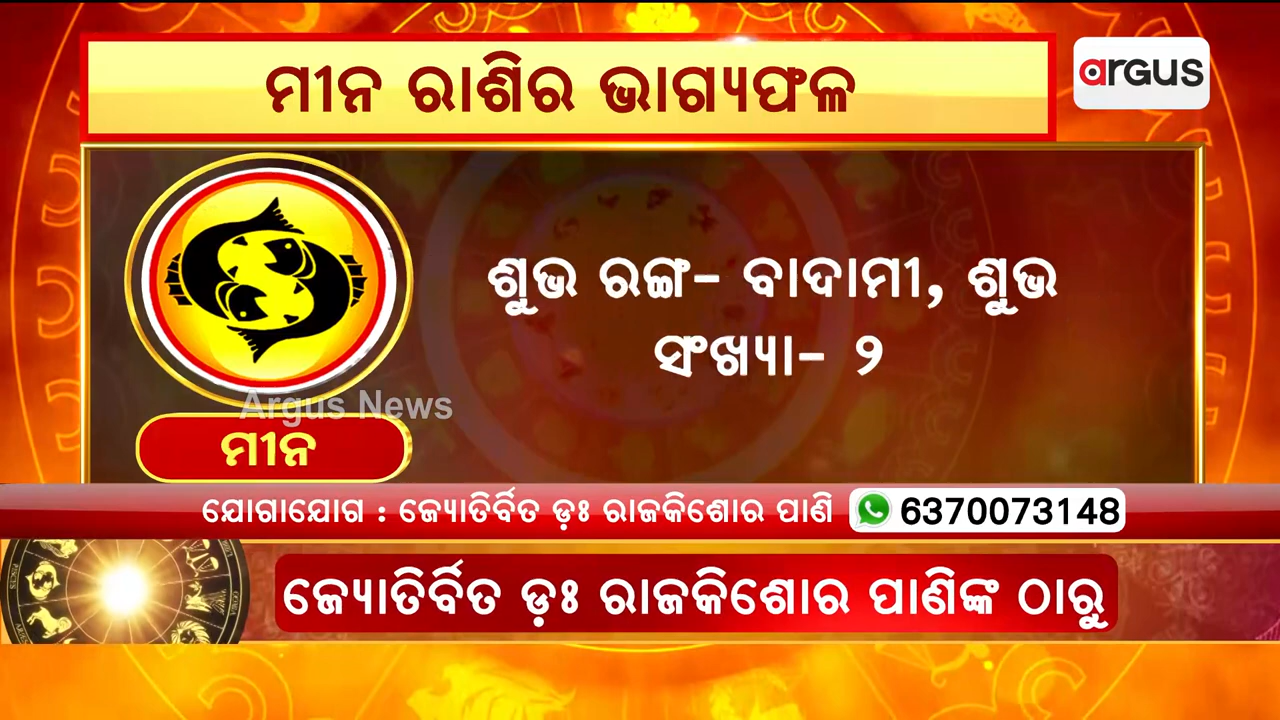 ମୀନ ରାଶିର ଭାଗ୍ୟଫଳ
argus
ଶୁଭ ରଙ୍ଗ- ବାଦାମୀ, ଶୁଭ
ସଂଖ୍ୟା- ୨
Argus News
ମୀନ
ଯୋଗାଯୋଗ : ଜ୍ୟୋତିର୍ବିତ ଡ଼ଃ ରାଜକିଶୋର ପାଣି 6370073148
ଜ୍ୟୋତିର୍ବିତ ଡ଼ଃ ରାଜକିଶୋର ପାଣିଙ୍କ ଠାରୁ